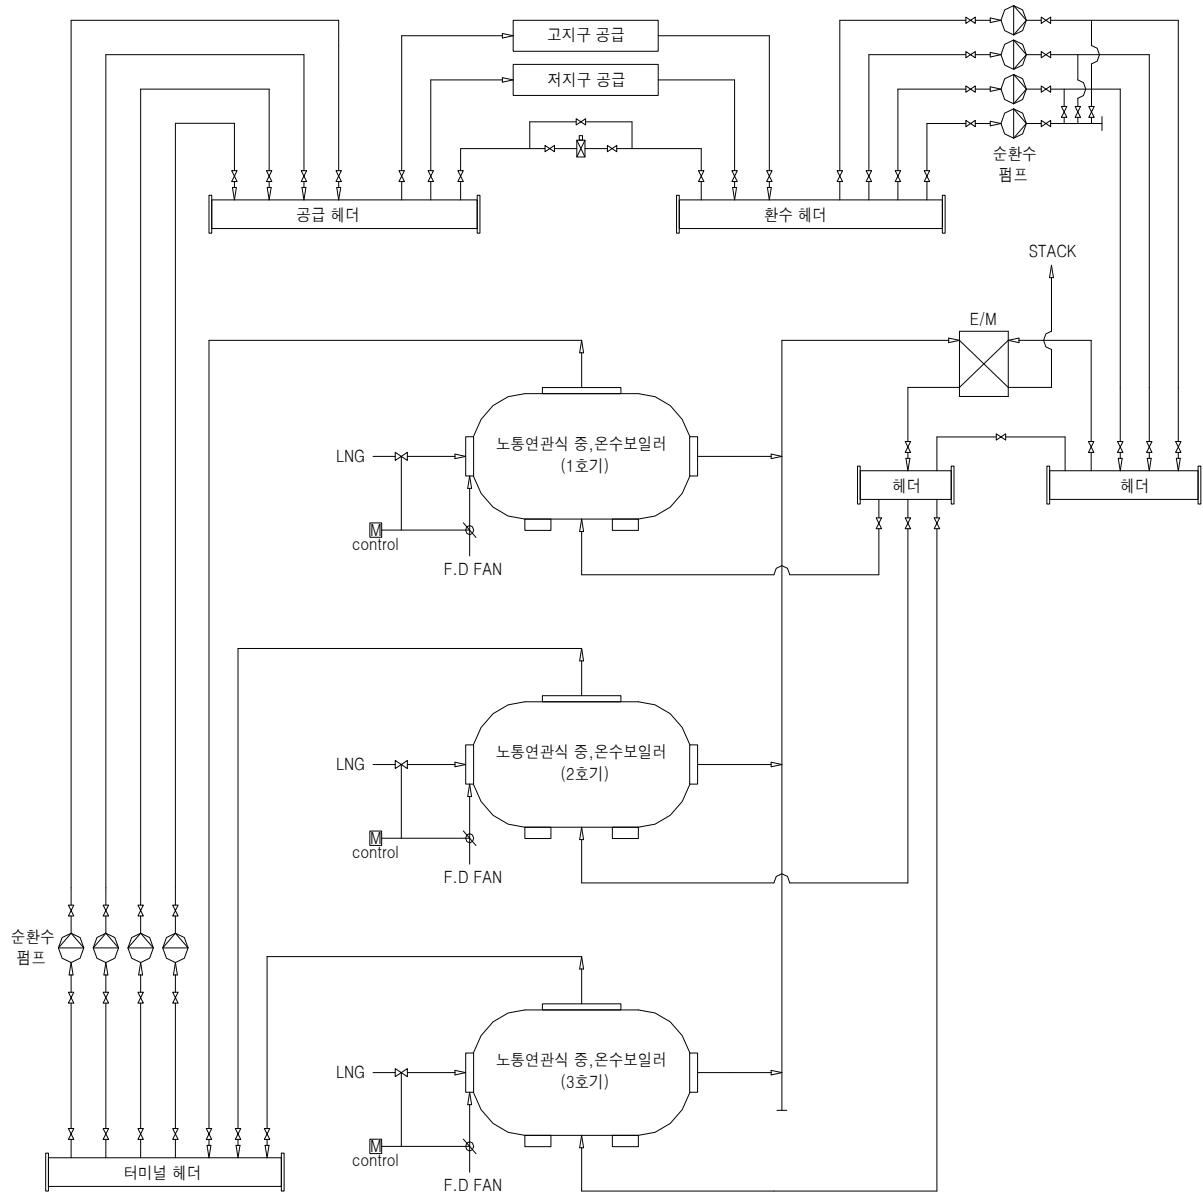 고지구 공급
저지구 공급
순환수
펌프
공급 헤더
환수 헤더
STACK
E/M
노통연관식 중,온수보일러
(1호기)
LNG
헤더
헤더
M
control
F.D FAN
노통연관식 중,온수보일러
(2호기)
LNG
M
control
F.D FAN
순환수
펌프
노통연관식 중,온수보일러
(3호기)
LNG
M
control
F.D FAN
터미널 헤더